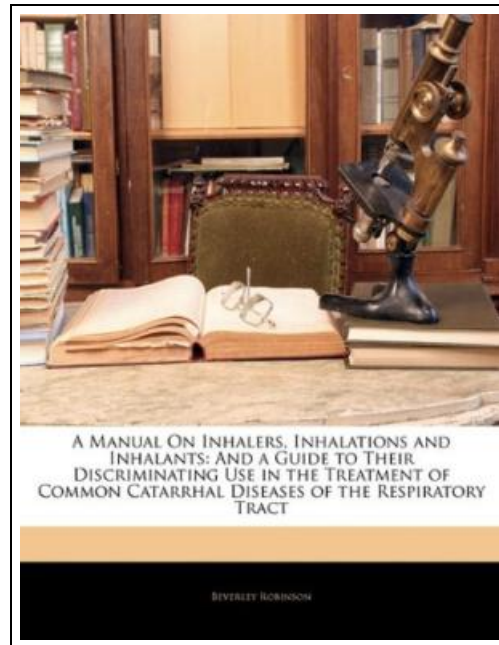 A Manual On Inhalers, Inhalations and
Inhalants: And a Guide to Their
Discriminating Use in the Treatment of
Common Catarrhal Diseases of the Respiratory
Tract
Beverley Robinson